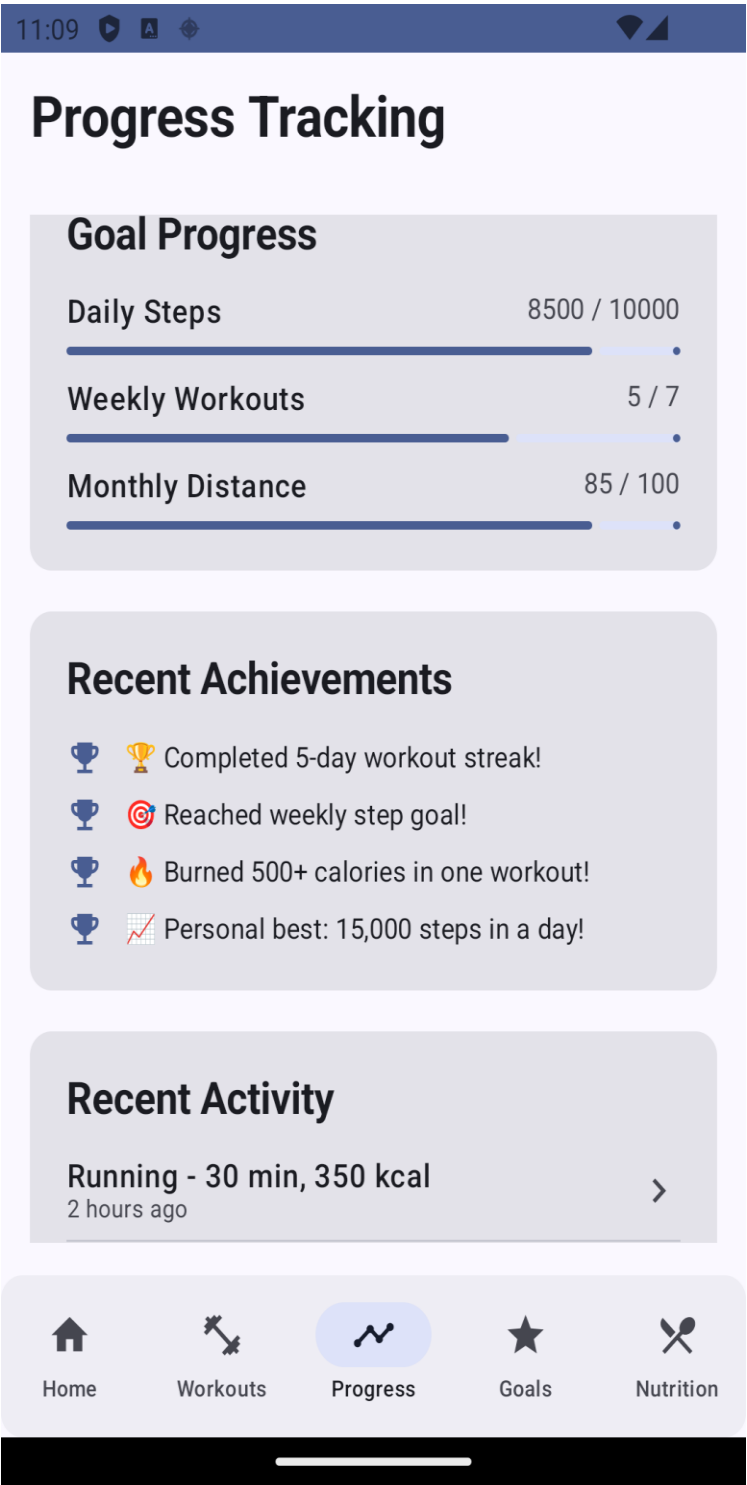 11:09
Progress Tracking
Goal Progress
Daily Steps 8500 / 10000
Weekly Workouts 5 / 7
Monthly Distance 85 / 100
Recent Achievements
🏆 Completed 5-day workout streak!
🎯 Reached weekly step goal!
🔥 Burned 500+ calories in one workout!
📈 Personal best: 15,000 steps in a day!
Recent Activity
Running - 30 min, 350 kcal
2 hours ago
Home Workouts Progress Goals Nutrition